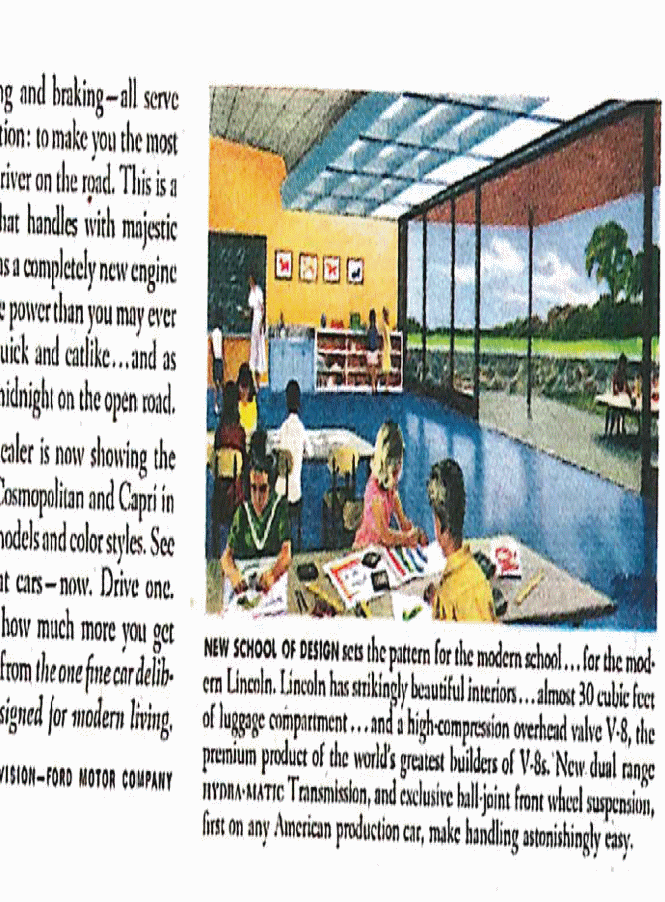 ng and braking—all serve
tion: to make you the most
river on the road. This is a
hat handles with majestic
as a completely new engine
e power than you may ever
uick and catlike...and as
nidnight on the open road.
ealer is now showing the
Cosmopolitan and Capri in
nodels and color styles. See
nt cars—now. Drive one.
how much more you get
from the one fine car delib-
signed for modern living,
VISION—FORD MOTOR COMPANY
NEW SCHOOL OF DESIGN sets the pattern for the modern school...for the mod-
ern Lincoln. Lincoln has strikingly beautiful interiors...almost 30 cubic feet
of luggage compartment...and a high-compression overhead valve V-8, the
premium product of the world's greatest builders of V-8s. New dual range
HYDRA-MATIC Transmission, and exclusive ball-joint front wheel suspension,
first on any American production car, make handling astonishingly easy.